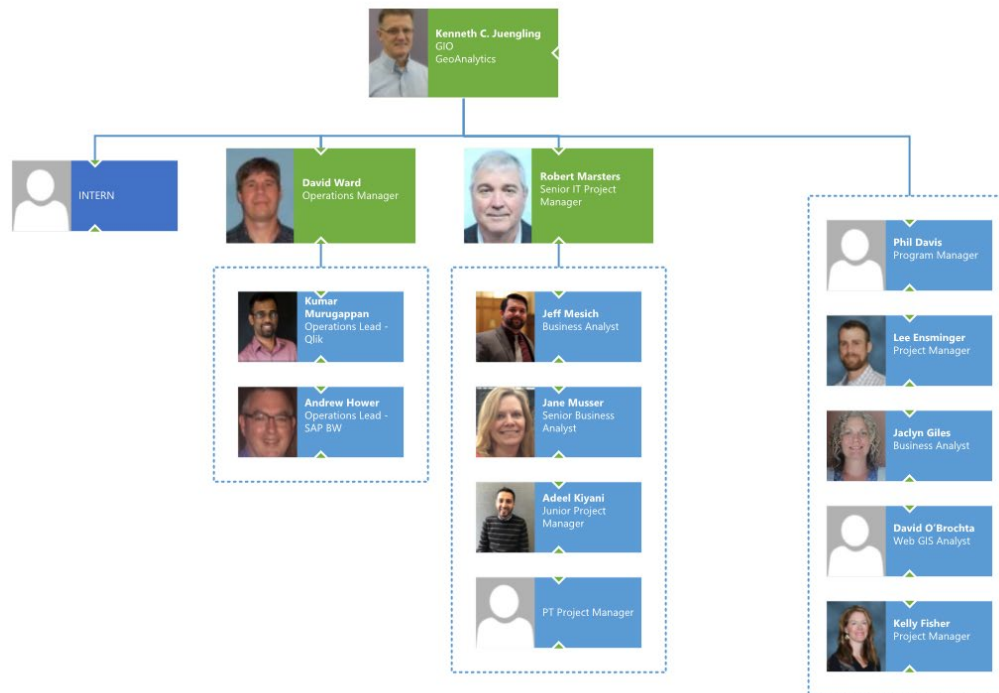 Kenneth C. Juengling
GIO
GeoAnalytics
INTERN
David Ward
Operations Manager
Robert Marsters
Senior IT Project
Manager
Kumar
Murugappan
Operations Lead -
Qlik
Andrew Hower
Operations Lead -
SAP BW
Jeff Mesich
Business Analyst
Jane Musser
Senior Business
Analyst
Adeel Kiyani
Junior Project
Manager
PT Project Manager
Phil Davis
Program Manager
Lee Ensminger
Project Manager
Jaclyn Giles
Business Analyst
David O'Brochta
Web GIS Analyst
Kelly Fisher
Project Manager